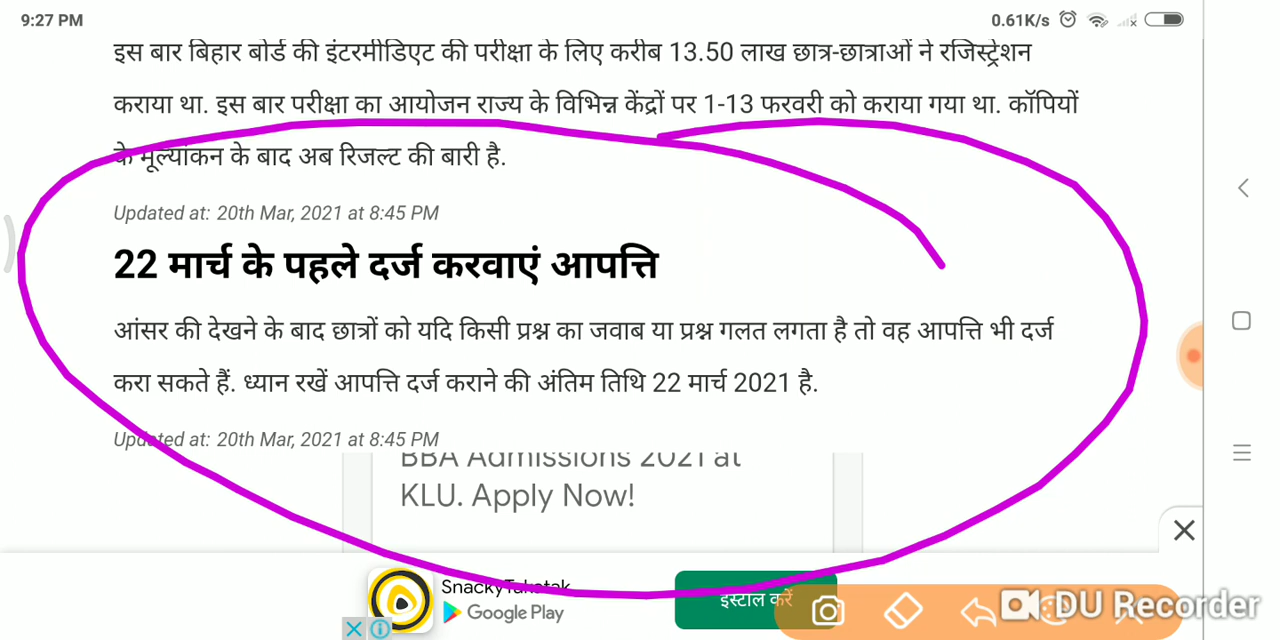 9:27 PM
0.61K/s
इस बार बिहार बोर्ड की इंटरमीडिएट की परीक्षा के लिए करीब 13.50 लाख छात्र-छात्राओं ने रजिस्ट्रेशन
कराया था. इस बार परीक्षा का आयोजन राज्य के विभिन्न केंद्रों पर 1-13 फरवरी को कराया गया था. कॉपियों
के मूल्यांकन के बाद अब रिजल्ट की बारी है.
Updated at: 20th Mar, 2021 at 8:45 PM
22 मार्च के पहले दर्ज करवाएं आपत्ति
आंसर की देखने के बाद छात्रों को यदि किसी प्रश्न का जवाब या प्रश्न गलत लगता है तो वह आपत्ति भी दर्ज
करा सकते हैं. ध्यान रखें आपत्ति दर्ज कराने की अंतिम तिथि 22 मार्च 2021 है.
Updated at: 20th Mar, 2021 at 8:45 PM
BBA Admissions 2021 at
KLU. Apply Now!
SnackyTakatak
Google Play
इंस्टॉल करें
DU Recorder